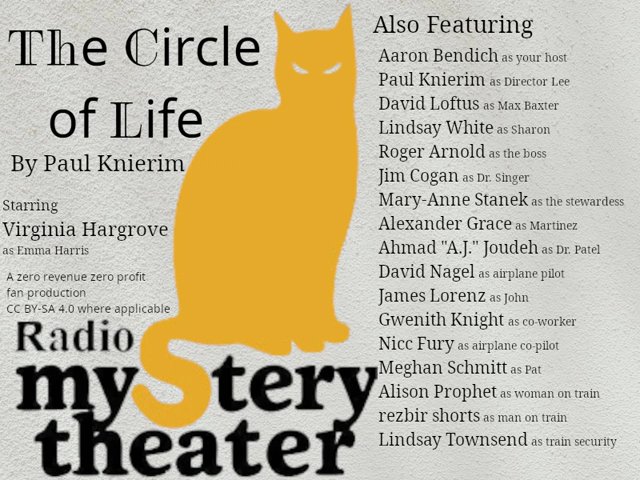 The Circle
of Life
By Paul Knierim
Starring
Virginia Hargrove
as Emma Harris
A zero revenue zero profit
fan production
CC BY-SA 4.0 where applicable
Radio
mystery
theater
Also Featuring
Aaron Bendich as your host
Paul Knierim as Director Lee
David Loftus as Max Baxter
Lindsay White as Sharon
Roger Arnold as the boss
Jim Cogan as Dr. Singer
Mary-Anne Stanek as the stewardess
Alexander Grace as Martinez
Ahmad "A.J." Joudeh as Dr. Patel
David Nagel as airplane pilot
James Lorenz as John
Gwenith Knight as co-worker
Nicc Fury as airplane co-pilot
Meghan Schmitt as Pat
Alison Prophet as woman on train
rezbir shorts as man on train
Lindsay Townsend as train security